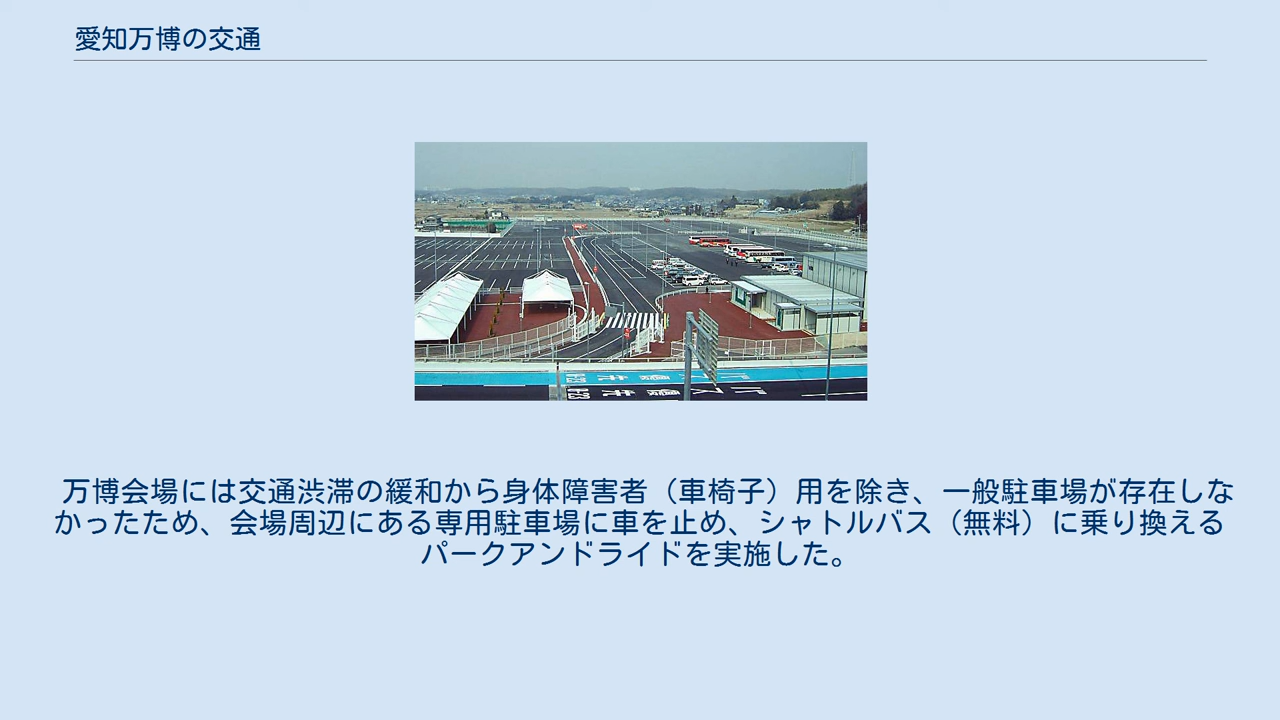 愛知万博の交通
万博会場には交通渋滞の緩和から身体障害者（車椅子）用を除き、一般駐車場が存在しな
かったため、会場周辺にある専用駐車場に車を止め、シャトルバス（無料）に乗り換える
パークアンドライドを実施した。